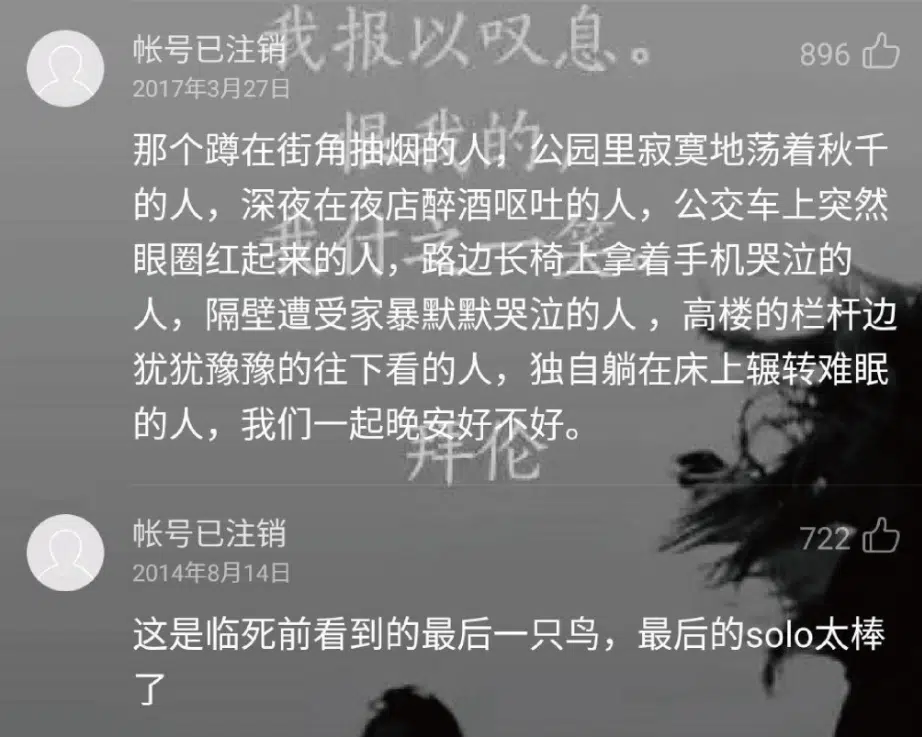 我报以叹息。
帐号已注销
896
2017年3月27日
恨我的，
那个蹲在街角抽烟的人，公园里寂寞地荡着秋千
的人，深夜在夜店醉酒呕吐的人，公交车上突然
我付之一笑。
眼圈红起来的人，路边长椅上拿着手机哭泣的
人，隔壁遭受家暴默默哭泣的人，高楼的栏杆边
犹犹豫豫的往下看的人，独自躺在床上辗转难眠
的人，我们一起晚安好不好。
拜伦
帐号已注销
722
2014年8月14日
这是临死前看到的最后一只鸟，最后的solo太棒
了